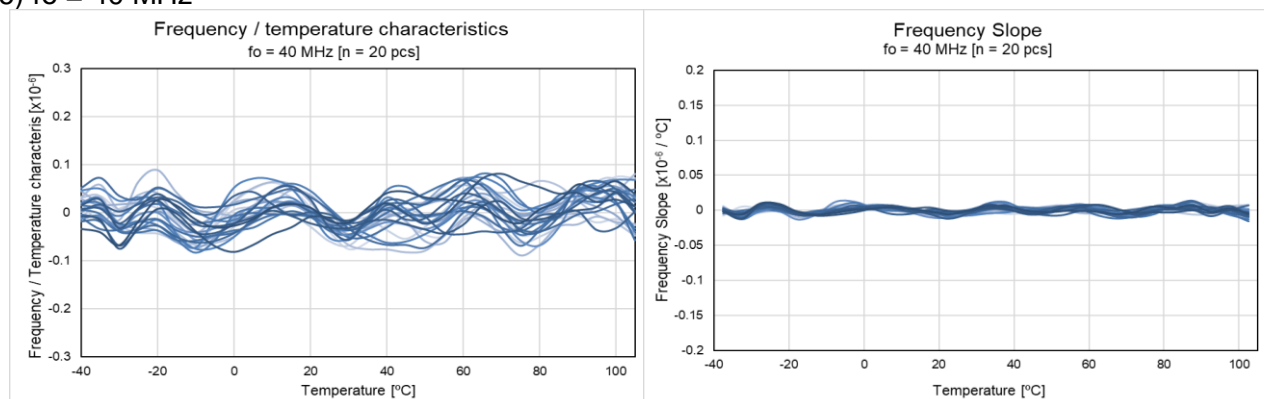 Frequency / temperature characteristics
fo = 40 MHz [n = 20 pcs]
Frequency / Temperature characteris [x10⁻⁶]
0.3
0.2
0.1
0
-0.1
-0.2
-0.3
-40 -20 0 20 40 60 80 100
Temperature [ºC]
Frequency Slope
fo = 40 MHz [n = 20 pcs]
Frequency Slope [x10⁻⁶ / ºC]
0.2
0.15
0.1
0.05
0
-0.05
-0.1
-0.15
-0.2
-40 -20 0 20 40 60 80 100
Temperature [ºC]